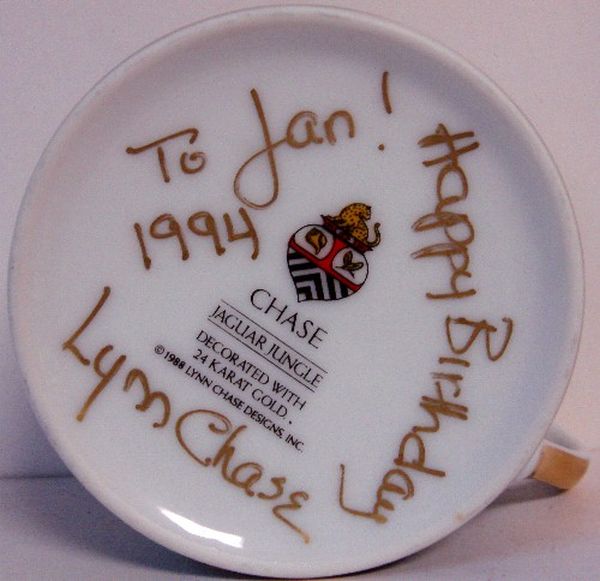 To Jan!
1994
Happy Birthday
CHASE
JAGUAR JUNGLE
DECORATED WITH
24 KARAT GOLD.
©1988 LYNN CHASE DESIGNS, INC.
Lynn Chase